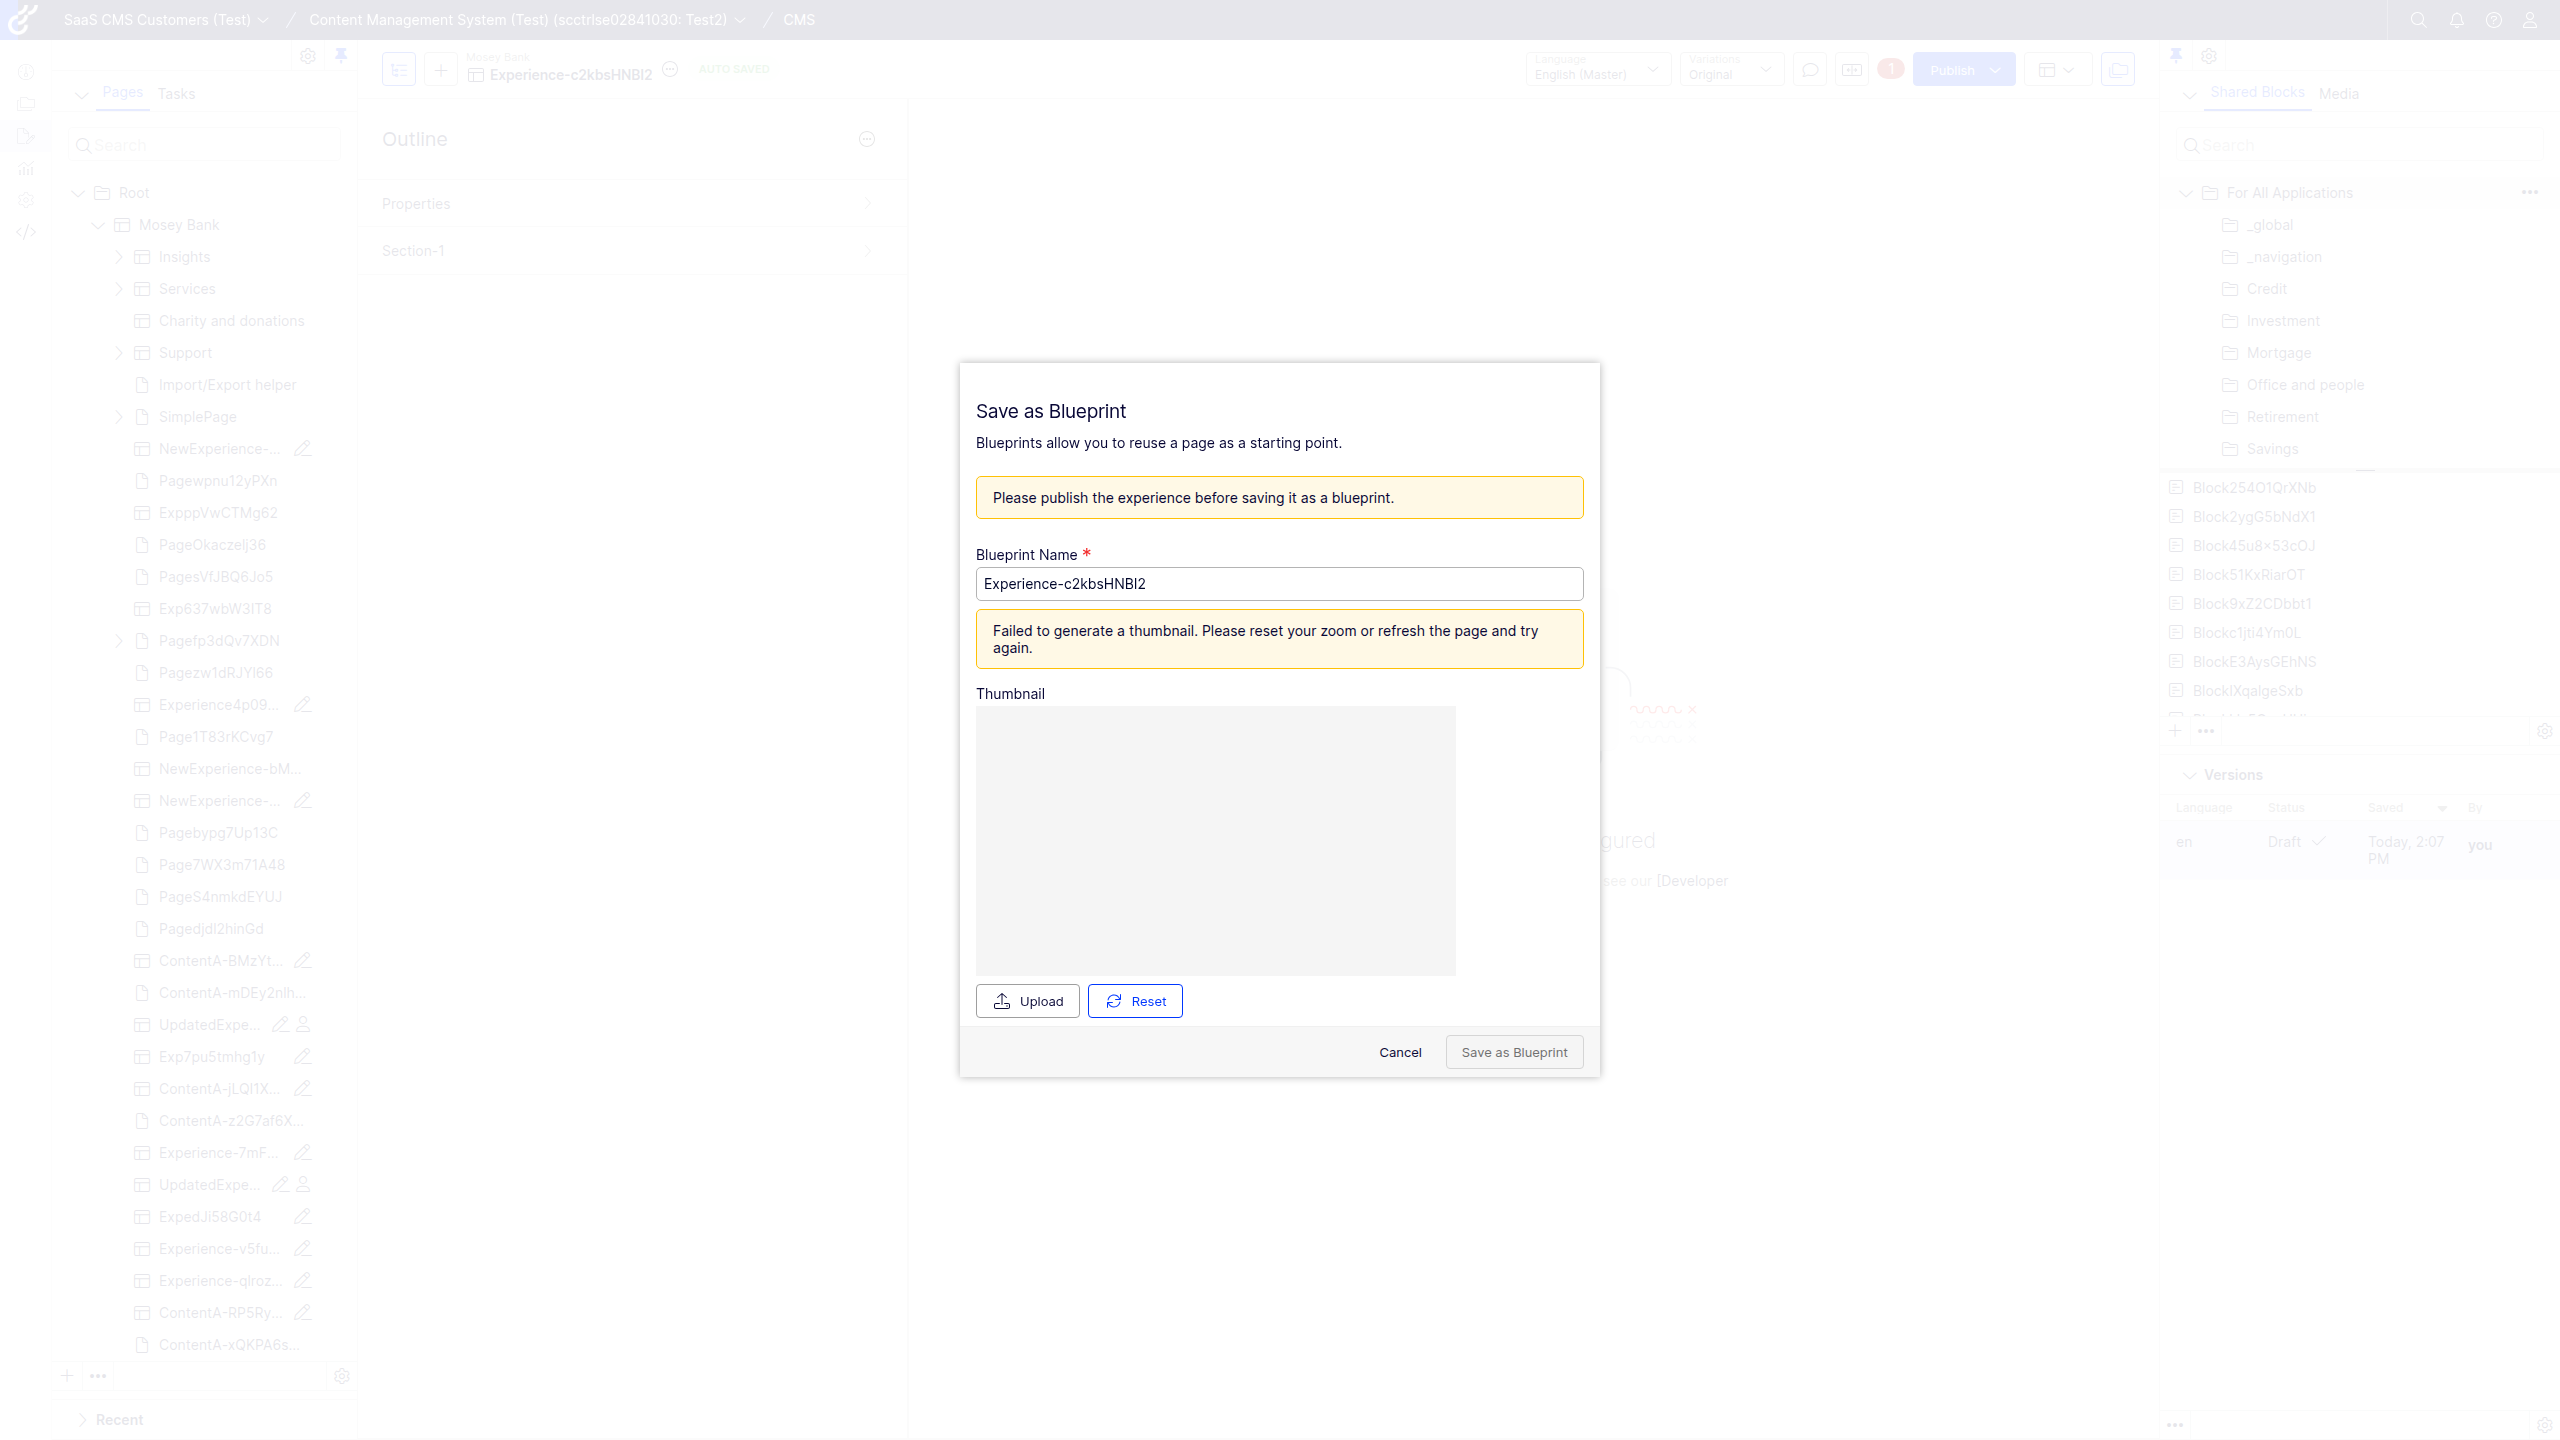 SaaS CMS Customers (Test) / Content Management System (Test) (scctrlse02841030: Test2) / CMS
Pages Tasks
Search
Root
Mosey Bank
Insights
Services
Charity and donations
Support
Import/Export helper
SimplePage
NewExperience-...
Pagewpnu12yPXn
ExpppVwCTMg62
PageOkaczelj36
PagesVfJBQ6Jo5
Exp637wbW3IT8
Pagefp3dQv7XDN
Pagezw1dRJYl66
Experience4p09...
Page1T83rKCvg7
NewExperience-bM...
NewExperience-...
Pagebypg7Up13C
Page7WX3m71A48
PageS4nmkdEYUJ
Pagedjdl2hinGd
ContentA-BMzYt...
ContentA-mDEy2nlh...
UpdatedExpe...
Exp7pu5tmhg1y
ContentA-jLQI1X...
ContentA-z2G7af6X...
Experience-7mF...
UpdatedExpe...
ExpedJi58G0t4
Experience-v5fu...
Experience-qlroz...
ContentA-RP5Ry...
ContentA-xQKPA6s...
Recent
Mosey Bank
Experience-c2kbsHNBI2
AUTO SAVED
Language
English (Master)
Variations
Original
1
Publish
Outline
Properties
Section-1
Save as Blueprint
Blueprints allow you to reuse a page as a starting point.
Please publish the experience before saving it as a blueprint.
Blueprint Name *
Experience-c2kbsHNBI2
Failed to generate a thumbnail. Please reset your zoom or refresh the page and try
again.
Thumbnail
Upload
Reset
Cancel
Save as Blueprint
gured
see our [Developer
Shared Blocks Media
Search
For All Applications
_global
_navigation
Credit
Investment
Mortgage
Office and people
Retirement
Savings
Block254O1QrXNb
Block2ygG5bNdX1
Block45u8x53cOJ
Block51KxRiarOT
Block9xZ2CDbbt1
Blockc1jti4Ym0L
BlockE3AysGEhNS
BlockIXqaIgeSxb
Versions
Language Status Saved By
en Draft Today, 2:07 you
PM